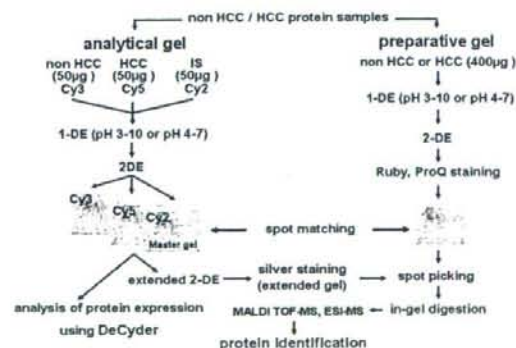 non HCC / HCC protein samples
analytical gel
preparative gel
non HCC HCC IS
(50µg) (50µg) (50µg)
Cy3 Cy5 Cy2
non HCC or HCC (400µg)
1-DE (pH 3-10 or pH 4-7)
1-DE (pH 3-10 or pH 4-7)
2DE
2-DE
Ruby, ProQ staining
Cy3
Cy5
Cy2
Master gel
spot matching
extended 2-DE
silver staining
(extended gel)
spot picking
analysis of protein expression
using DeCyder
MALDI TOF-MS, ESI-MS
in-gel digestion
protein identification